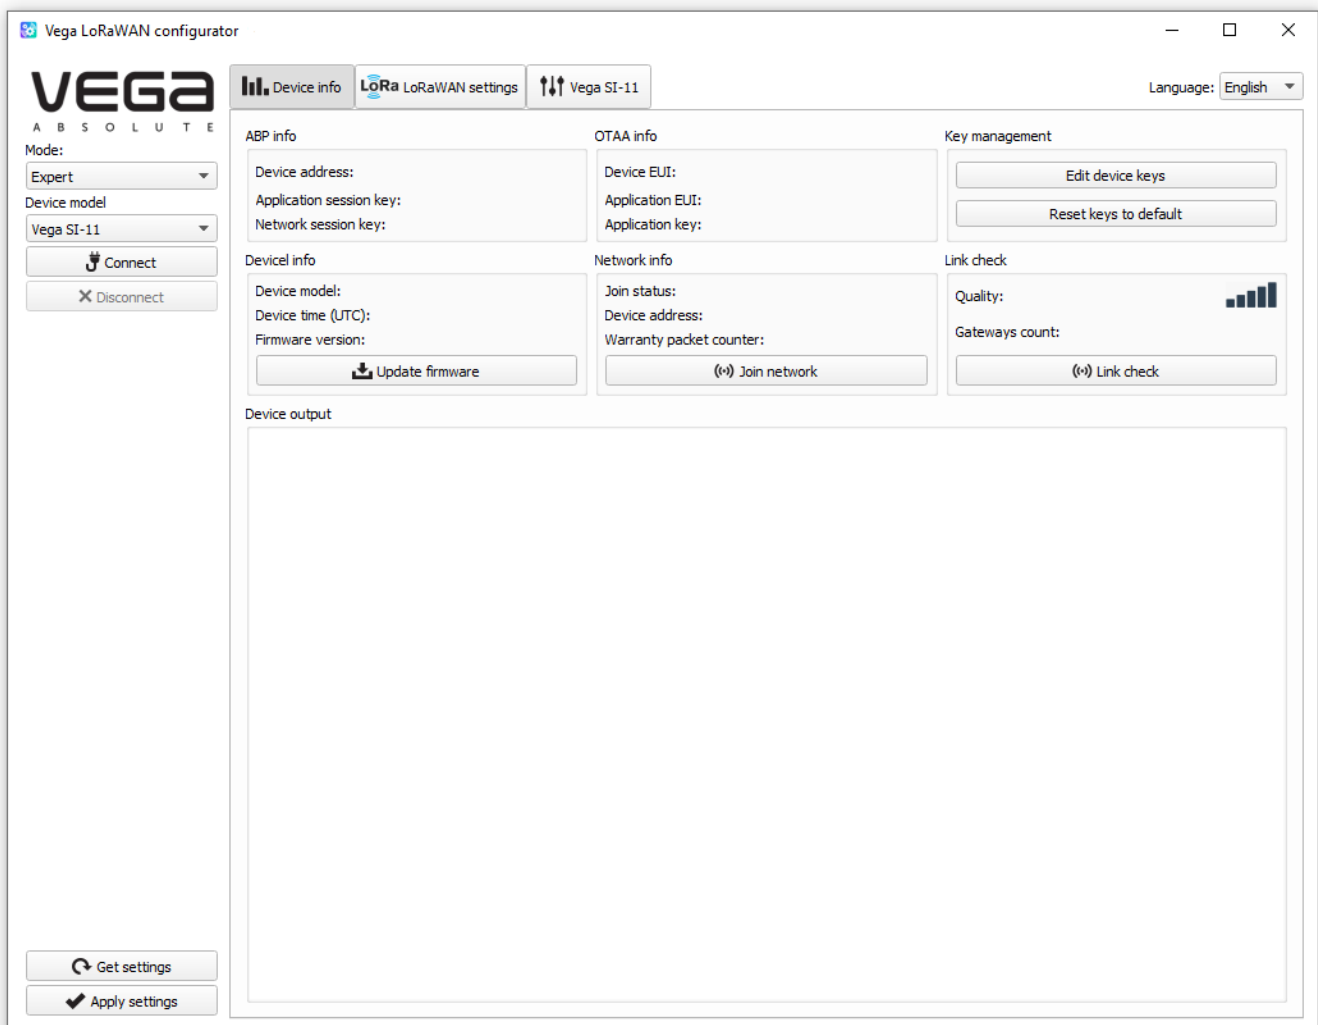 Vega LoRaWAN configurator
VEGA
ABSOLUTE
Mode:
Expert
Device model
Vega SI-11
Connect
Disconnect
Get settings
Apply settings
Device info
LoRa LoRaWAN settings
Vega SI-11
Language: English
ABP info
Device address:
Application session key:
Network session key:
OTAA info
Device EUI:
Application EUI:
Application key:
Key management
Edit device keys
Reset keys to default
Devicel info
Device model:
Device time (UTC):
Firmware version:
Update firmware
Network info
Join status:
Device address:
Warranty packet counter:
Join network
Link check
Quality:
Gateways count:
Link check
Device output